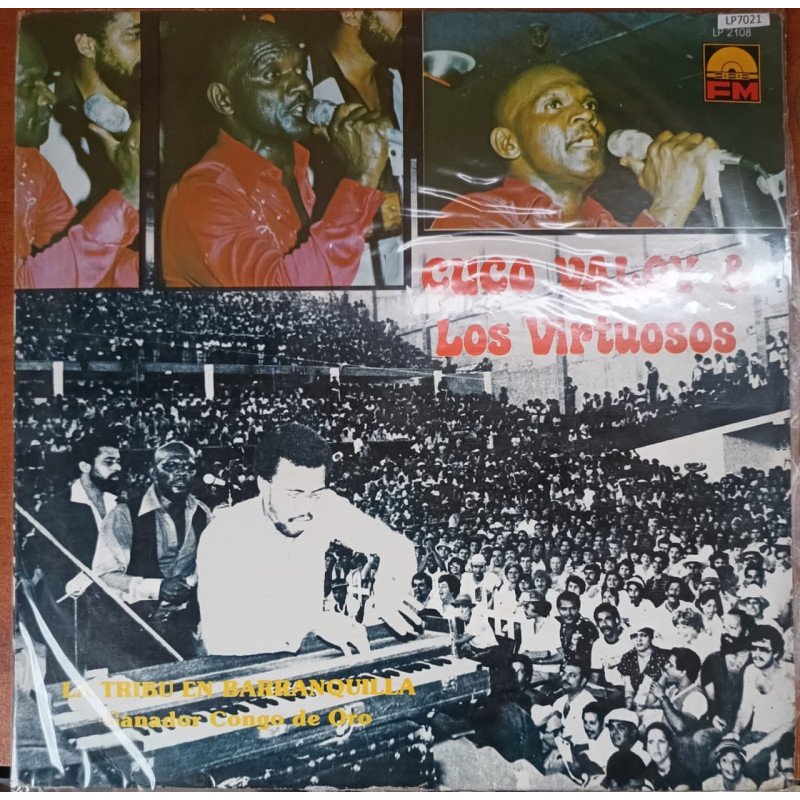 LP7021
LP 2108
FM
CUCO VALOY &
Los Virtuosos
LA TRIBU EN BARRANQUILLA
Ganador Congo de Oro